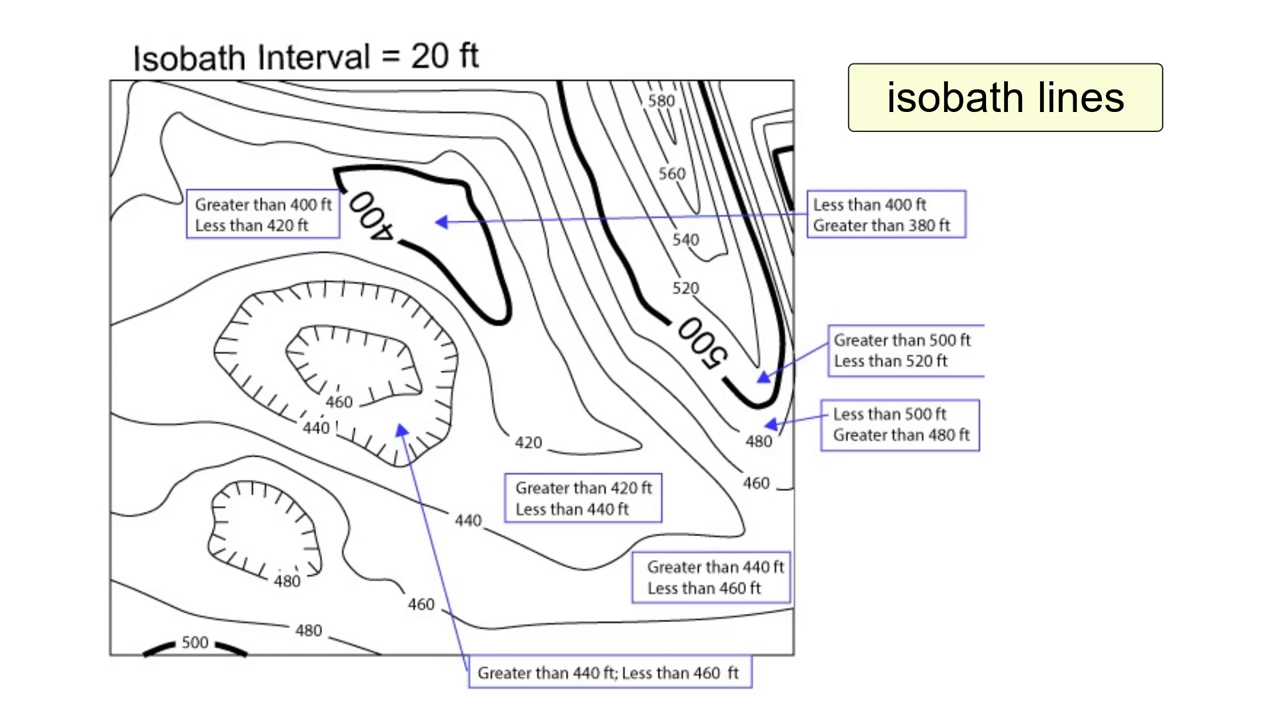 Isobath Interval = 20 ft
isobath lines
580
560
Greater than 400 ft
Less than 420 ft
400
Less than 400 ft
Greater than 380 ft
540
520
500
Greater than 500 ft
Less than 520 ft
460
440
420
Less than 500 ft
Greater than 480 ft
480
460
Greater than 420 ft
Less than 440 ft
440
Greater than 440 ft
Less than 460 ft
480
460
480
500
Greater than 440 ft; Less than 460 ft